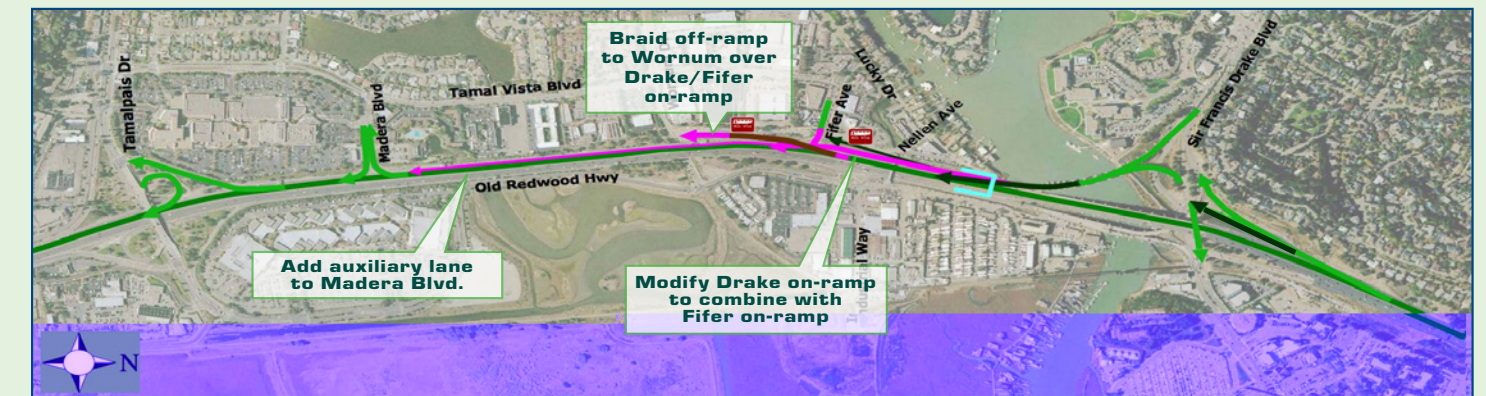 Braid off-ramp
to Wornum over
Drake/Fifer
on-ramp
Tamalpais Dr
Madera Blvd
Tamal Vista Blvd
Fifer Ave
Lucky Dr
Nellen Ave
Sir Francis Drake Blvd
Old Redwood Hwy
Add auxiliary lane
to Madera Blvd.
Modify Drake on-ramp
to combine with
Fifer on-ramp
Way
N